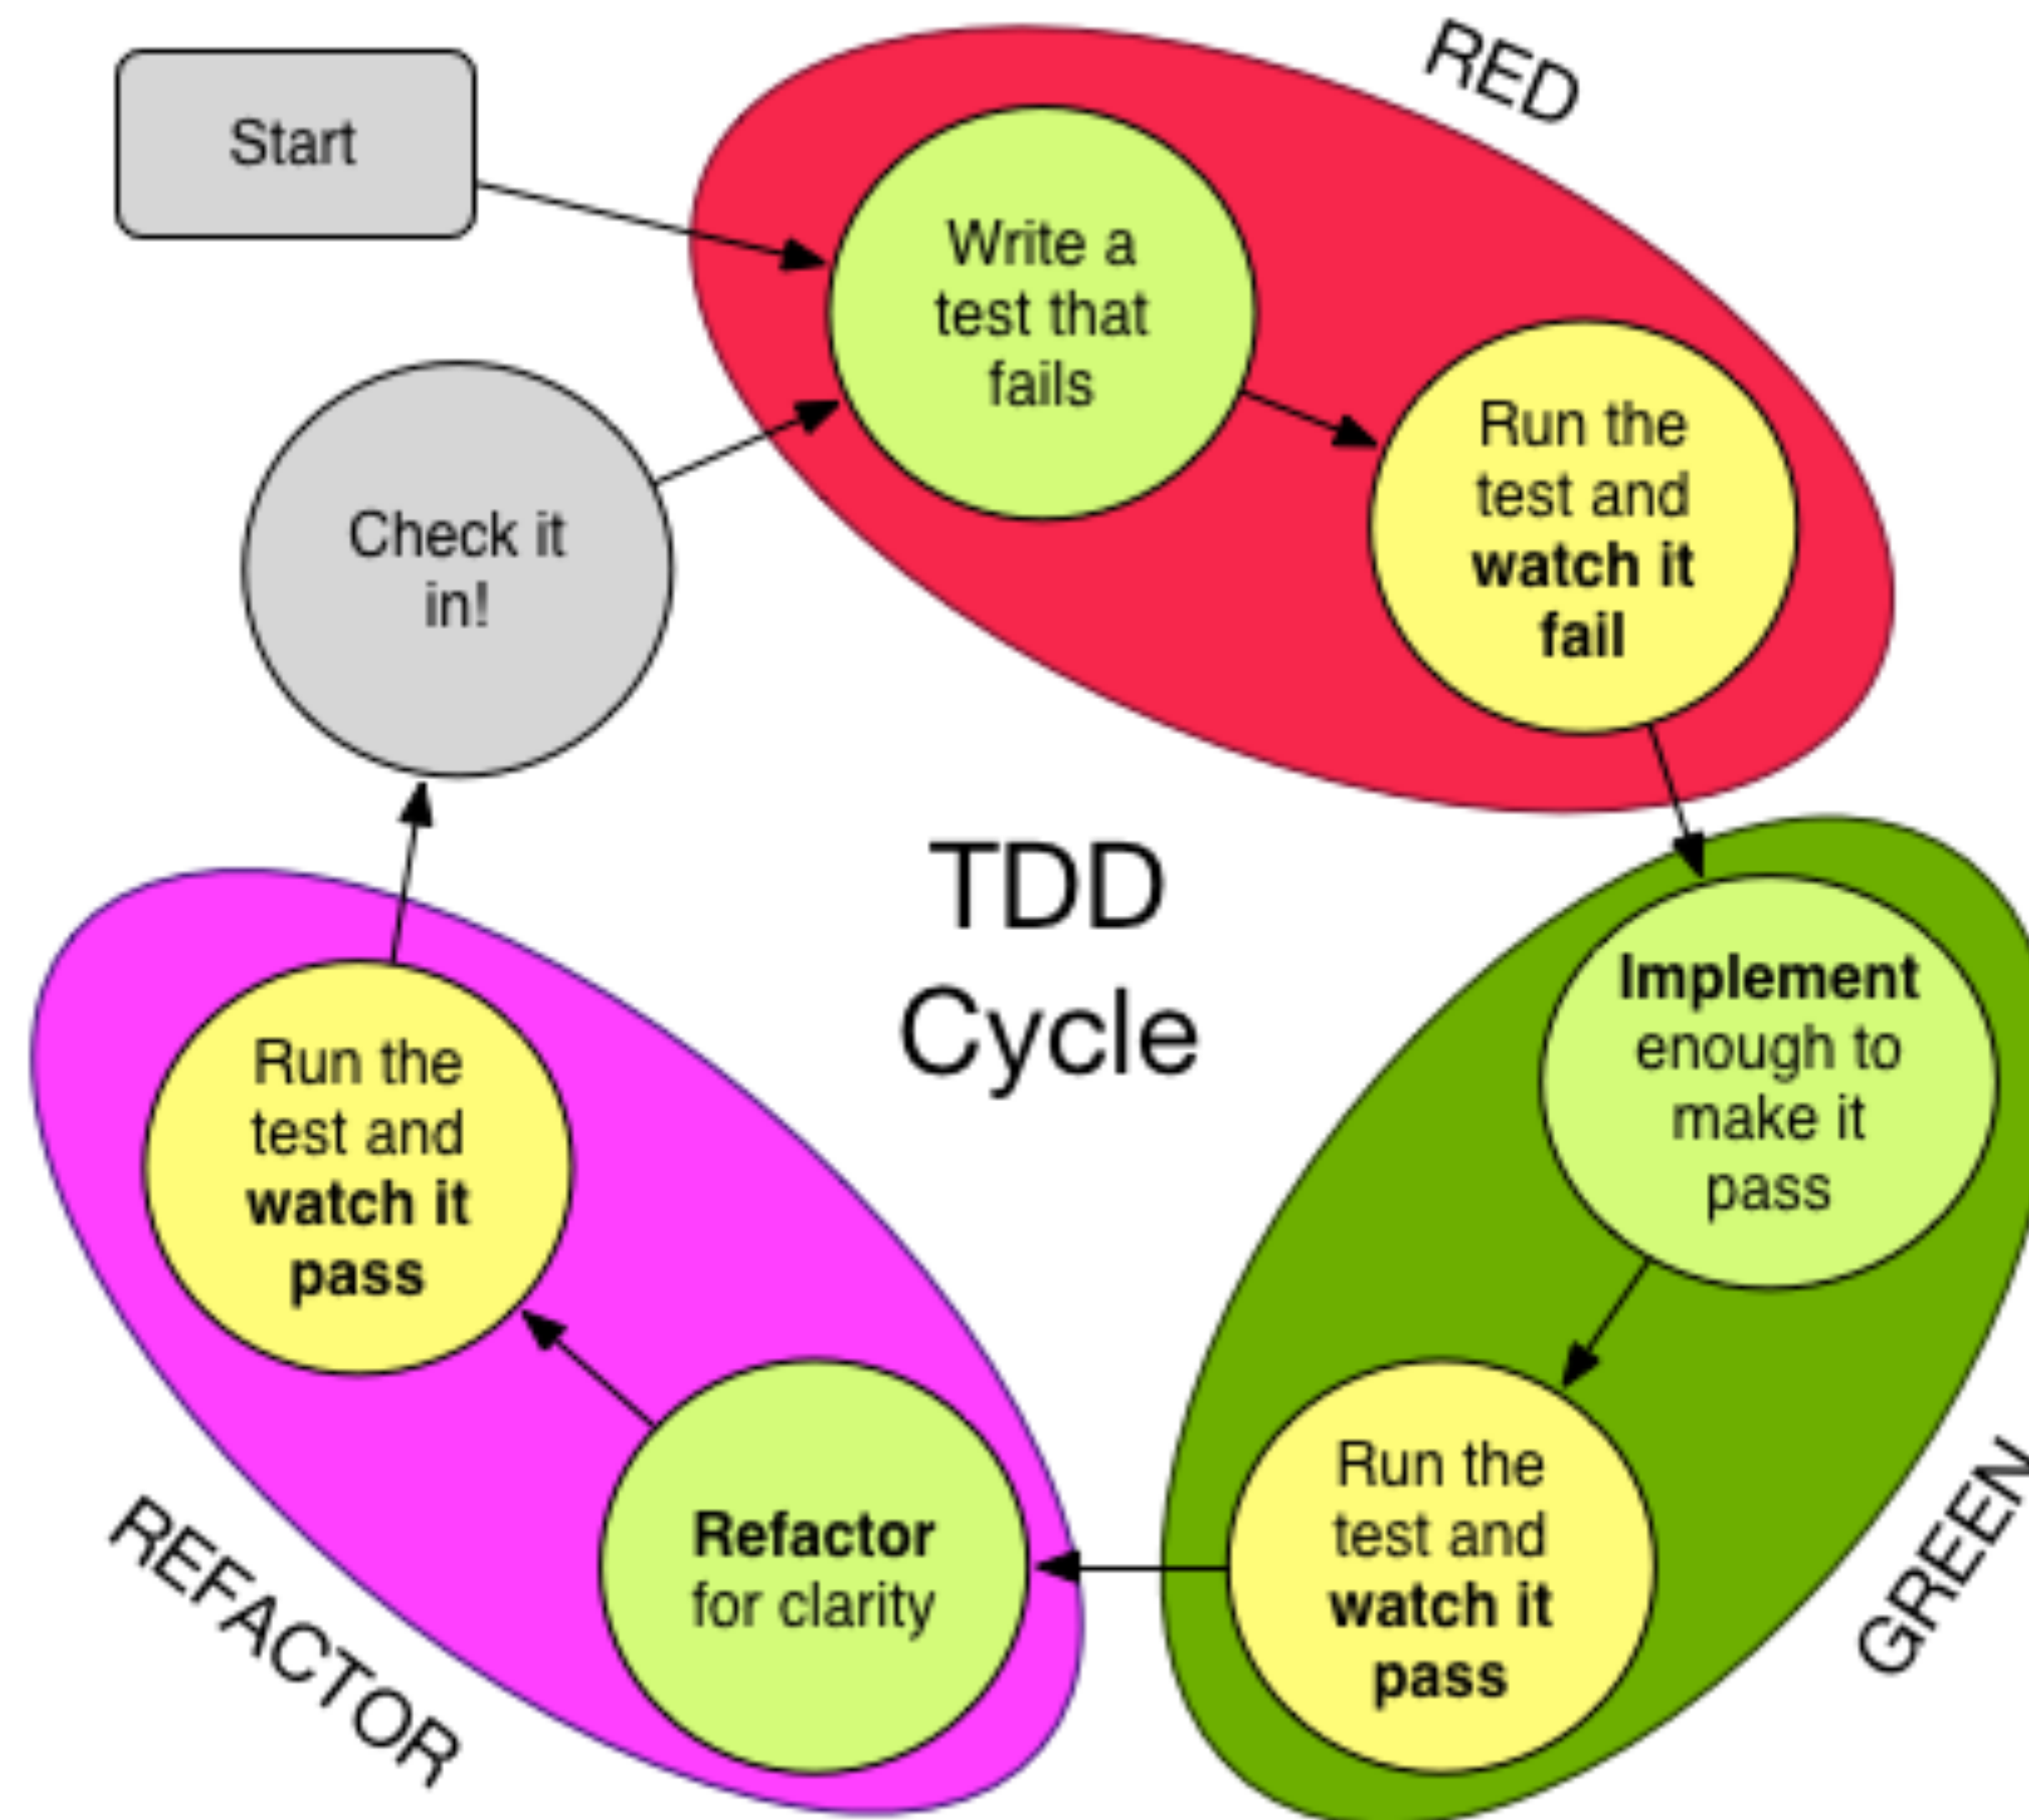 Start
RED
Write a
test that
fails
Run the
test and
watch it
fail
Check it
in!
TDD
Cycle
Implement
enough to
make it
pass
Run the
test and
watch it
pass
GREEN
Refactor
for clarity
Run the
test and
watch it
pass
REFACTOR